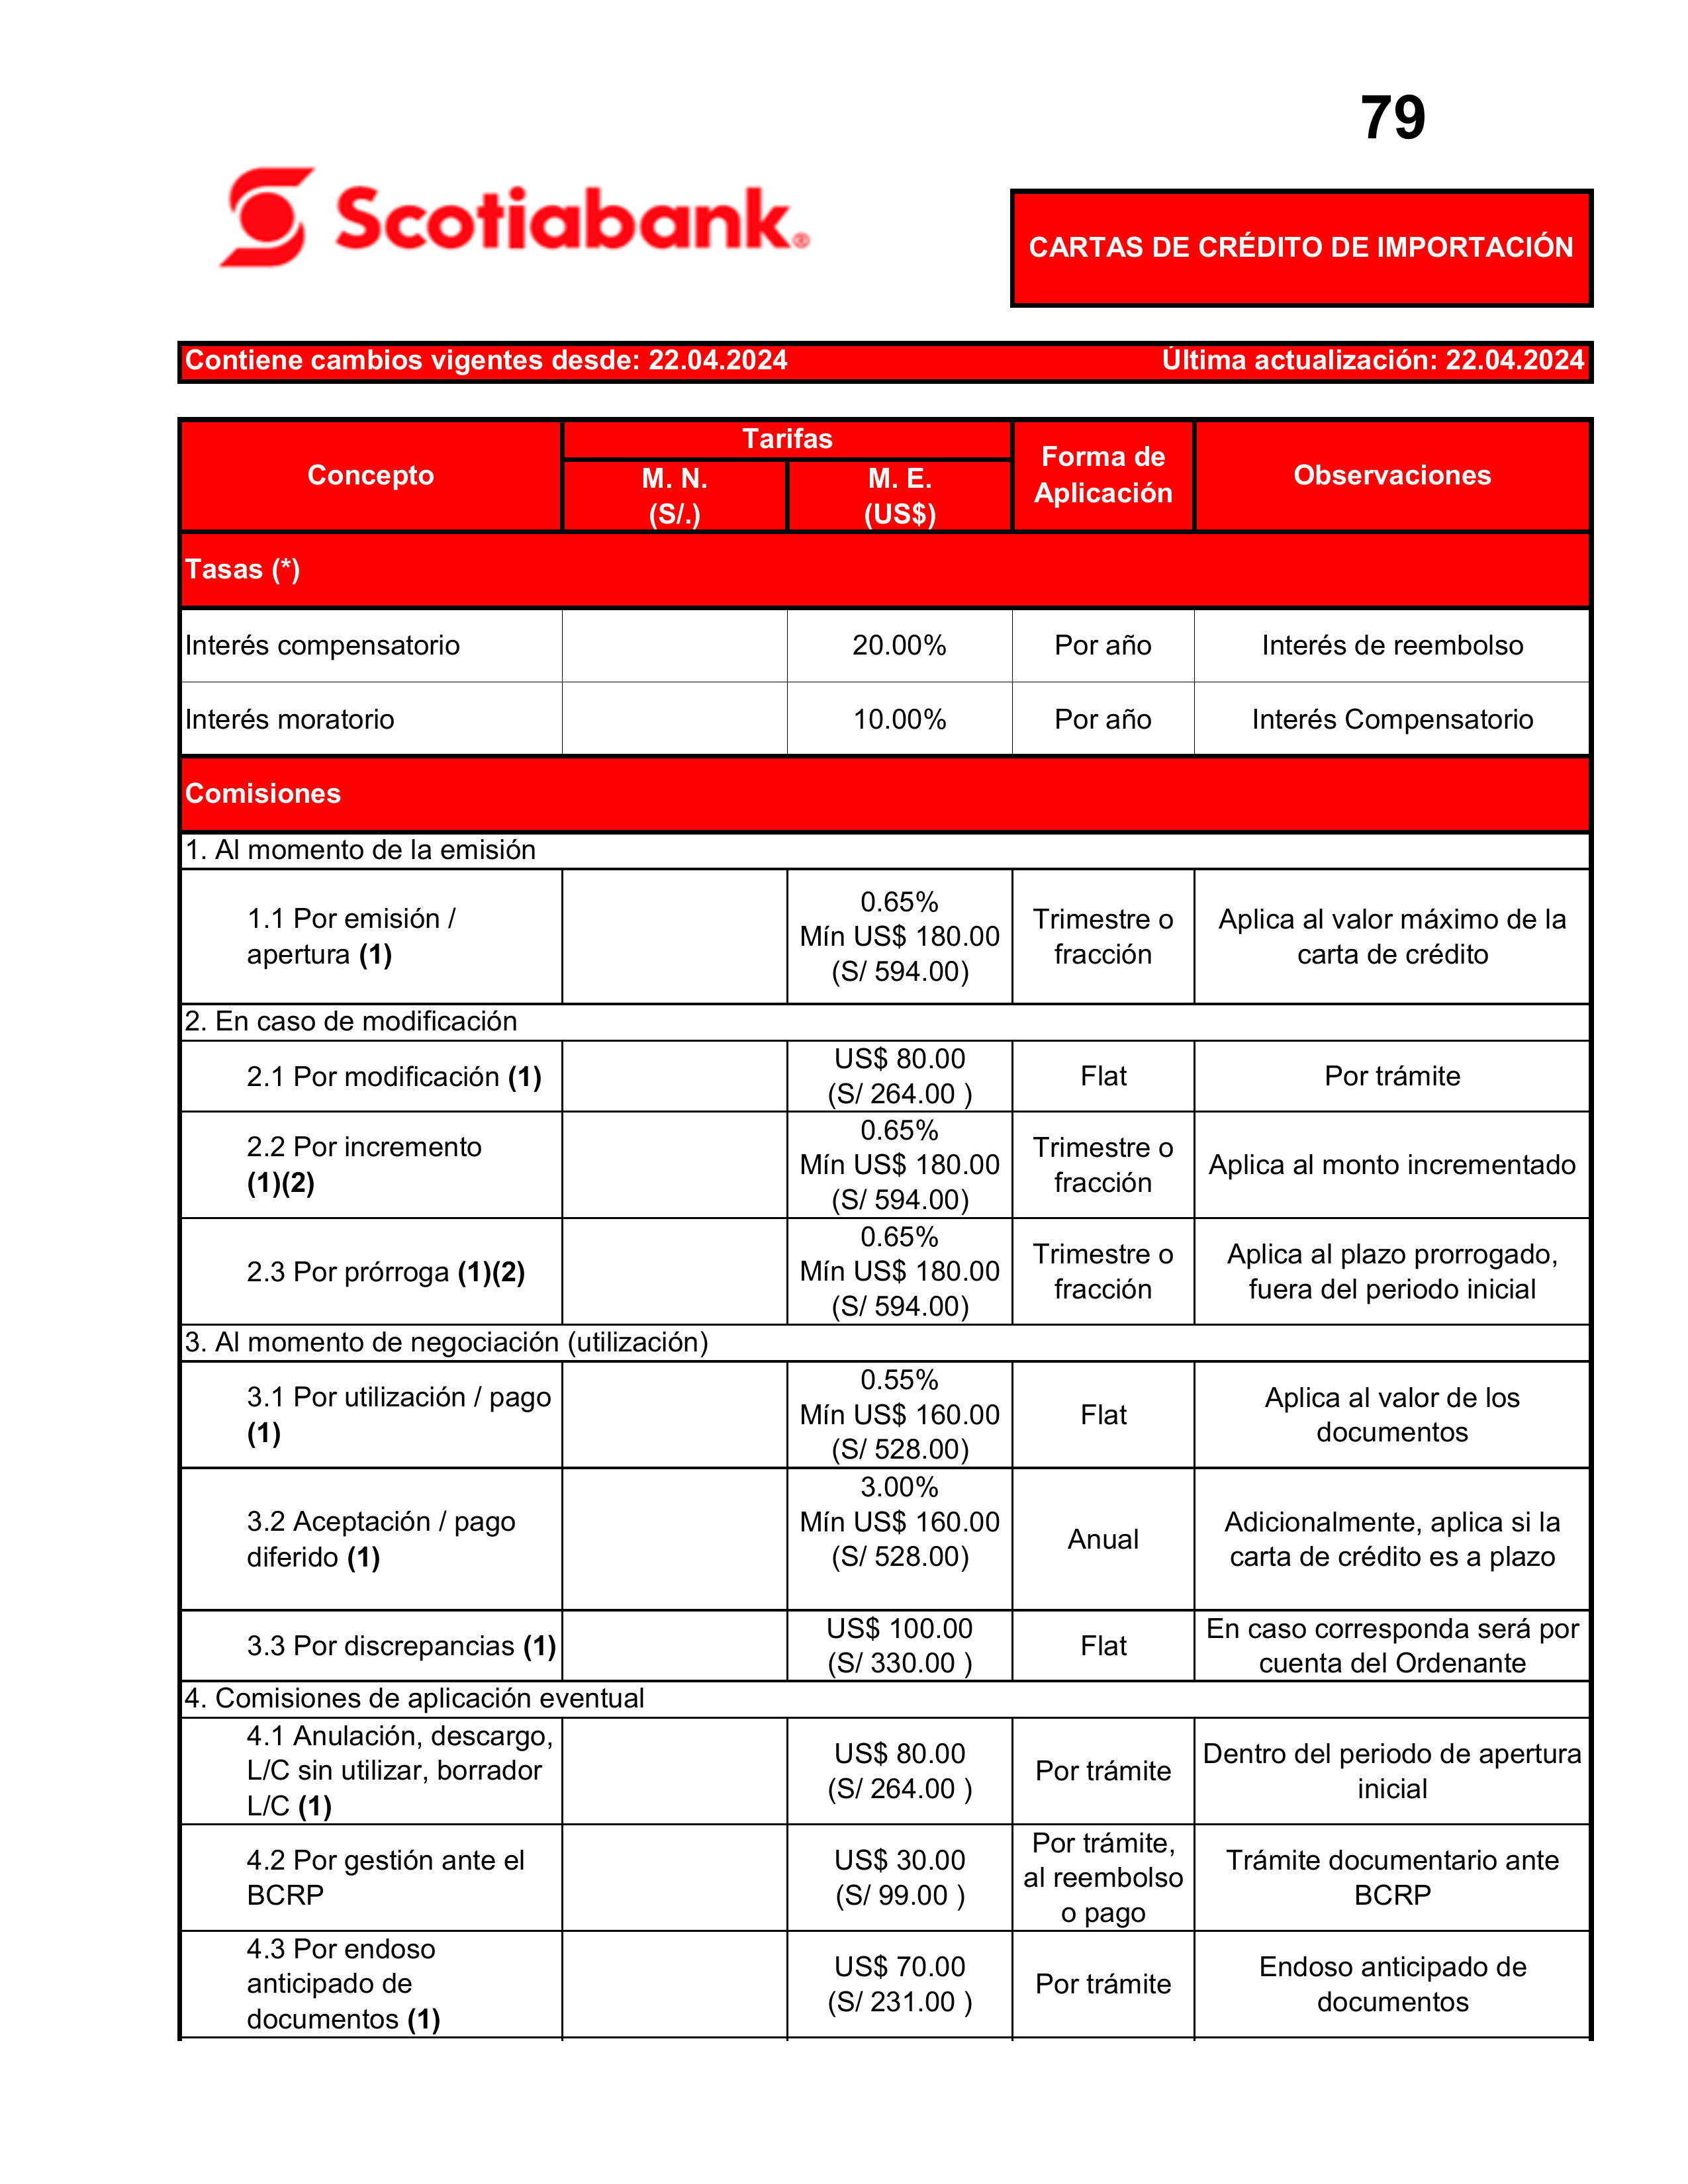 79
Scotiabank®
CARTAS DE CRÉDITO DE IMPORTACIÓN
Contiene cambios vigentes desde: 22.04.2024 Última actualización: 22.04.2024
Concepto
Tarifas
M. N.
(S/.)
M. E.
(US$)
Forma de
Aplicación
Observaciones
Tasas (*)
Interés compensatorio 20.00% Por año Interés de reembolso
Interés moratorio 10.00% Por año Interés Compensatorio
Comisiones
1. Al momento de la emisión
1.1 Por emisión /
apertura (1)
0.65%
Mín US$ 180.00
(S/ 594.00)
Trimestre o
fracción
Aplica al valor máximo de la
carta de crédito
2. En caso de modificación
2.1 Por modificación (1)
US$ 80.00
(S/ 264.00 )
Flat
Por trámite
2.2 Por incremento
(1)(2)
0.65%
Mín US$ 180.00
(S/ 594.00)
Trimestre o
fracción
Aplica al monto incrementado
2.3 Por prórroga (1)(2)
0.65%
Mín US$ 180.00
(S/ 594.00)
Trimestre o
fracción
Aplica al plazo prorrogado,
fuera del periodo inicial
3. Al momento de negociación (utilización)
3.1 Por utilización / pago
(1)
0.55%
Mín US$ 160.00
(S/ 528.00)
Flat
Aplica al valor de los
documentos
3.2 Aceptación / pago
diferido (1)
3.00%
Mín US$ 160.00
(S/ 528.00)
Anual
Adicionalmente, aplica si la
carta de crédito es a plazo
3.3 Por discrepancias (1)
US$ 100.00
(S/ 330.00 )
Flat
En caso corresponda será por
cuenta del Ordenante
4. Comisiones de aplicación eventual
4.1 Anulación, descargo,
L/C sin utilizar, borrador
L/C (1)
US$ 80.00
(S/ 264.00 )
Por trámite
Dentro del periodo de apertura
inicial
4.2 Por gestión ante el
BCRP
US$ 30.00
(S/ 99.00 )
Por trámite,
al reembolso
o pago
Trámite documentario ante
BCRP
4.3 Por endoso
anticipado de
documentos (1)
US$ 70.00
(S/ 231.00 )
Por trámite
Endoso anticipado de
documentos